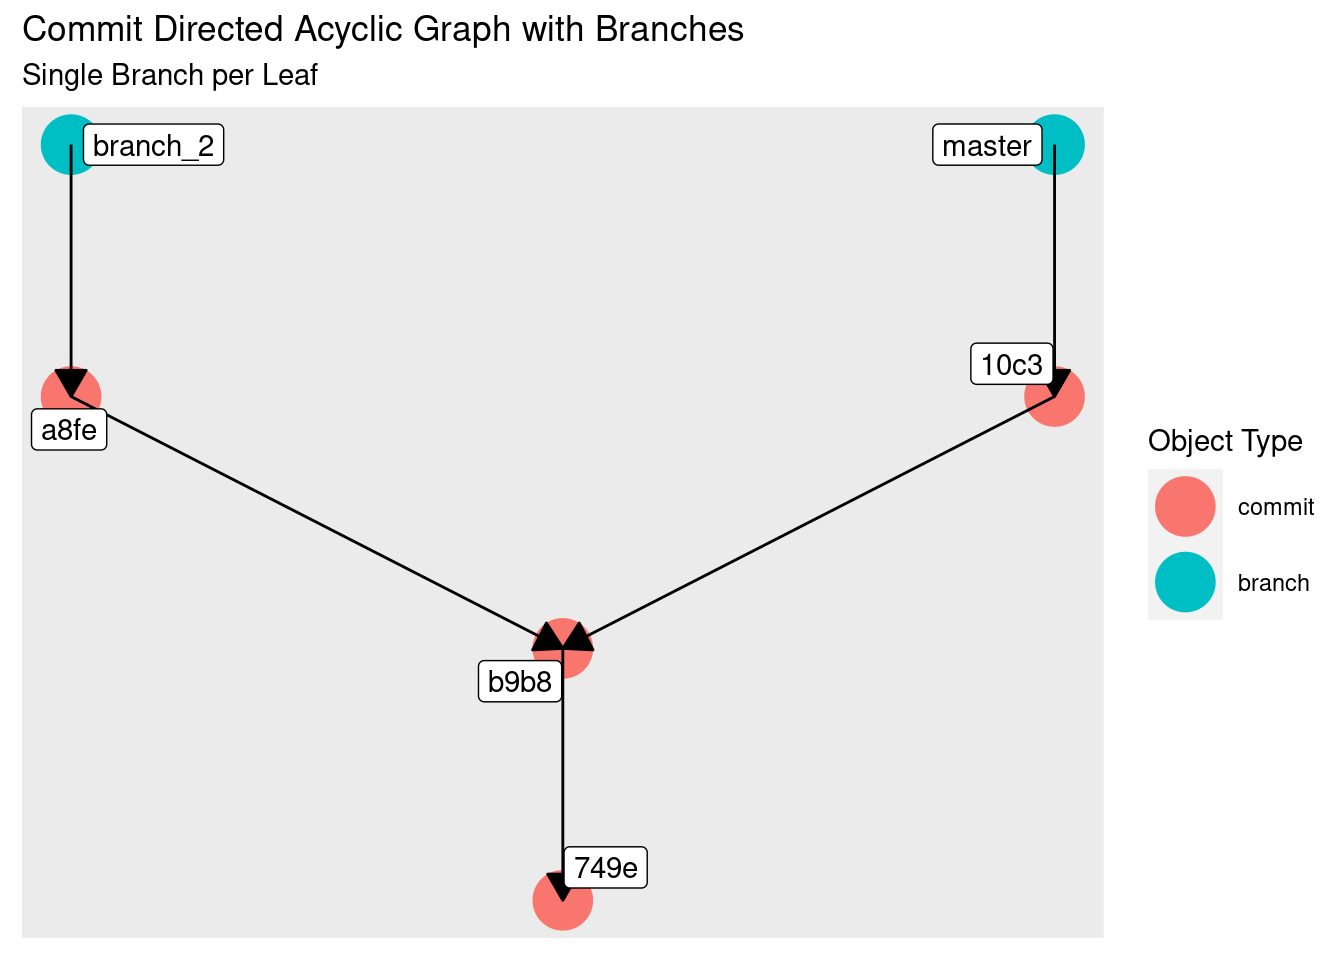 Commit Directed Acyclic Graph with Branches
Single Branch per Leaf
branch_2
master
10c3
a8fe
b9b8
749e
Object Type
commit
branch